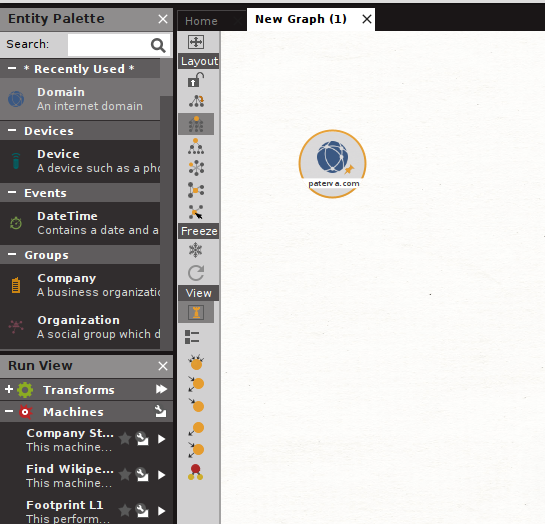 Entity Palette
Search:
* Recently Used *
Domain
An internet domain
Devices
Device
A device such as a pho
Events
DateTime
Contains a date and a
Groups
Company
A business organizatio
Organization
A social group which d
Run View
Transforms
Machines
Company St...
This machine...
Find Wikipe...
This machine...
Footprint L1
This perform...
Home
New Graph (1)
Layout
Freeze
View
paterva.com